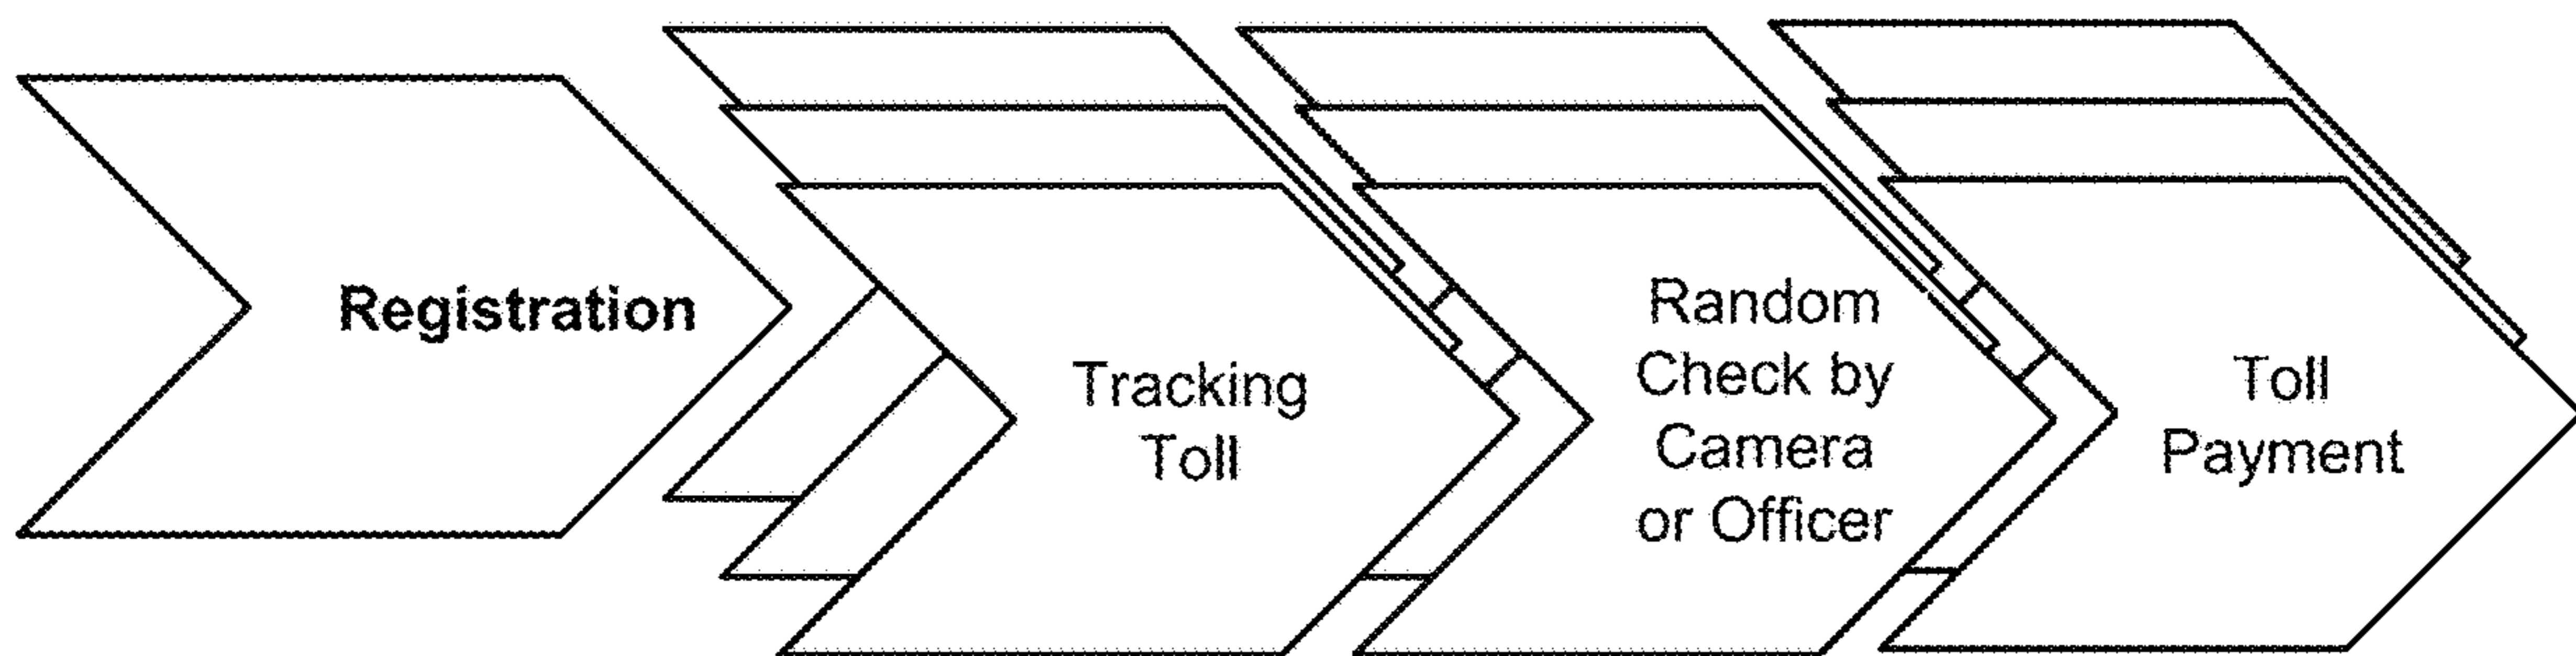 Registration
Tracking
Toll
Random
Check by
Camera
or Officer
Toll
Payment